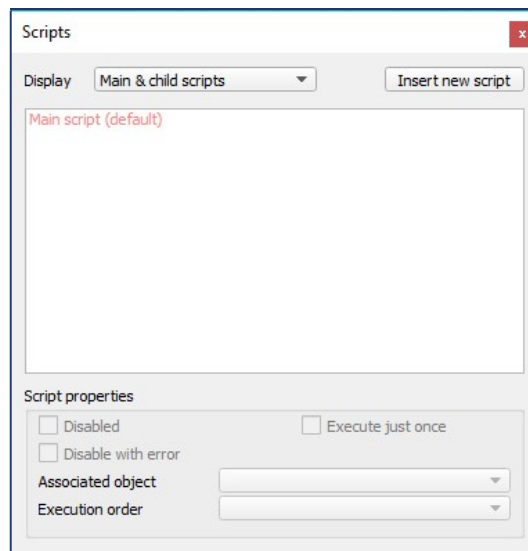 Scripts
x
Display Main & child scripts Insert new script
Main script (default)
Script properties
Disabled Execute just once
Disable with error
Associated object
Execution order